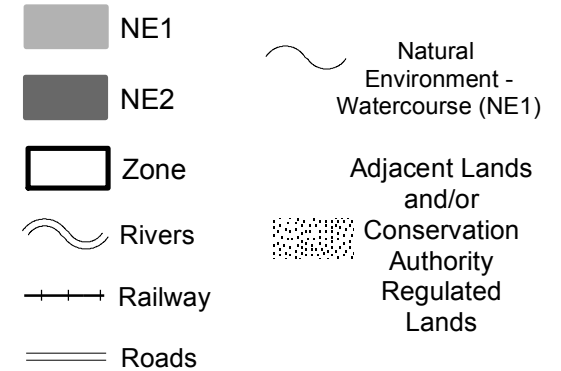 NE1
NE2
Zone
Rivers
Railway
Roads
Natural
Environment -
Watercourse (NE1)
Adjacent Lands
and/or
Conservation
Authority
Regulated
Lands